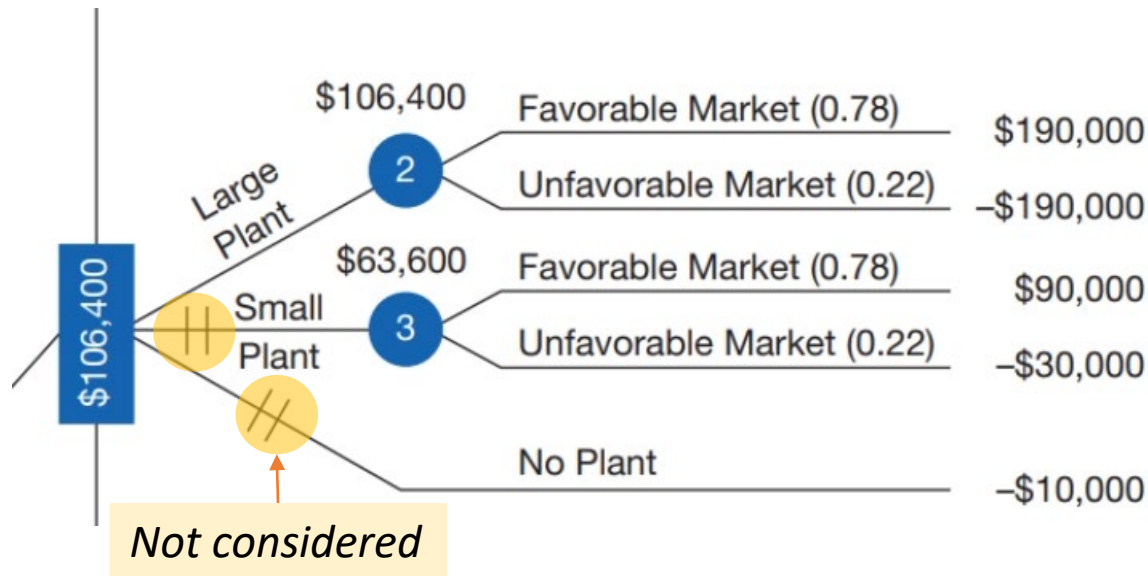 $106,400
Favorable Market (0.78)
$190,000
Large
Plant
2
Unfavorable Market (0.22)
–$190,000
$106,400
$63,600
Favorable Market (0.78)
$90,000
Small
Plant
3
Unfavorable Market (0.22)
–$30,000
No Plant
–$10,000
Not considered